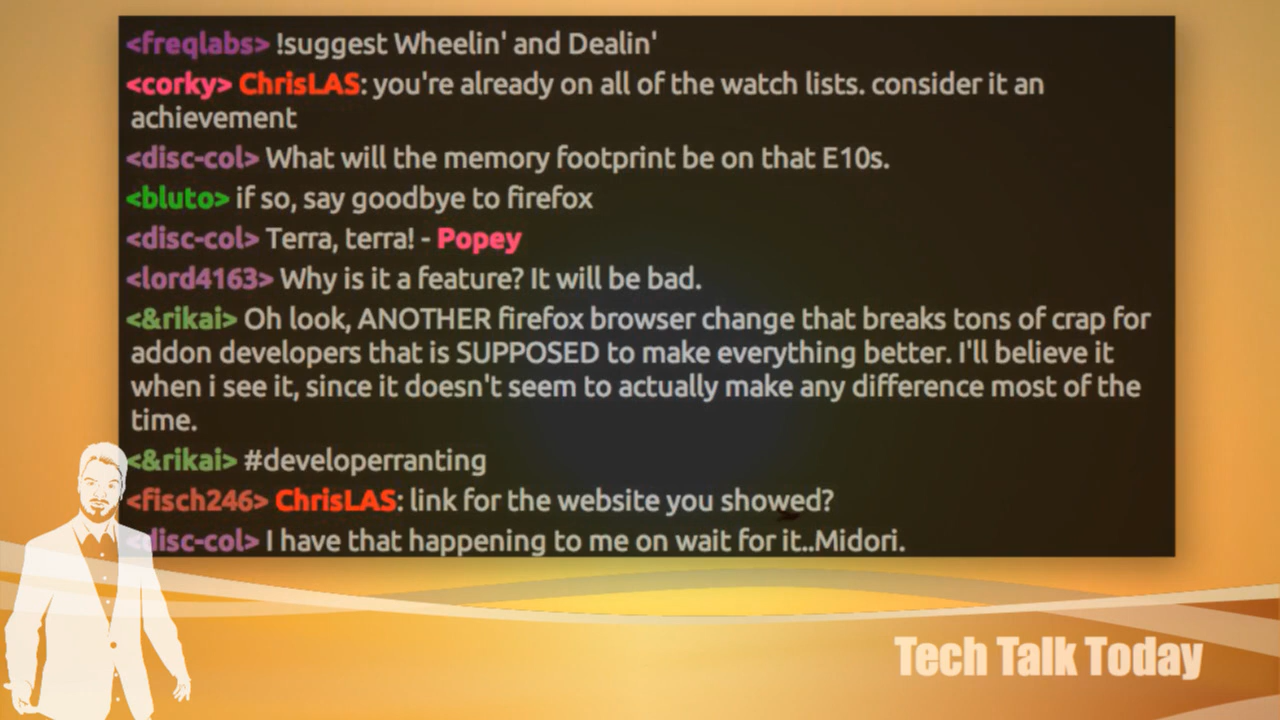 <freqlabs> !suggest Wheelin' and Dealin'
<corky> ChrisLAS: you're already on all of the watch lists. consider it an
achievement
<disc-col> What will the memory footprint be on that E10s.
<bluto> if so, say goodbye to firefox
<disc-col> Terra, terra! - Popey
<lord4163> Why is it a feature? It will be bad.
<&rikai> Oh look, ANOTHER firefox browser change that breaks tons of crap for
addon developers that is SUPPOSED to make everything better. I'll believe it
when i see it, since it doesn't seem to actually make any difference most of the
time.
<&rikai> #developerranting
<fisch246> ChrisLAS: link for the website you showed?
<disc-col> I have that happening to me on wait for it..Midori.
Tech Talk Today